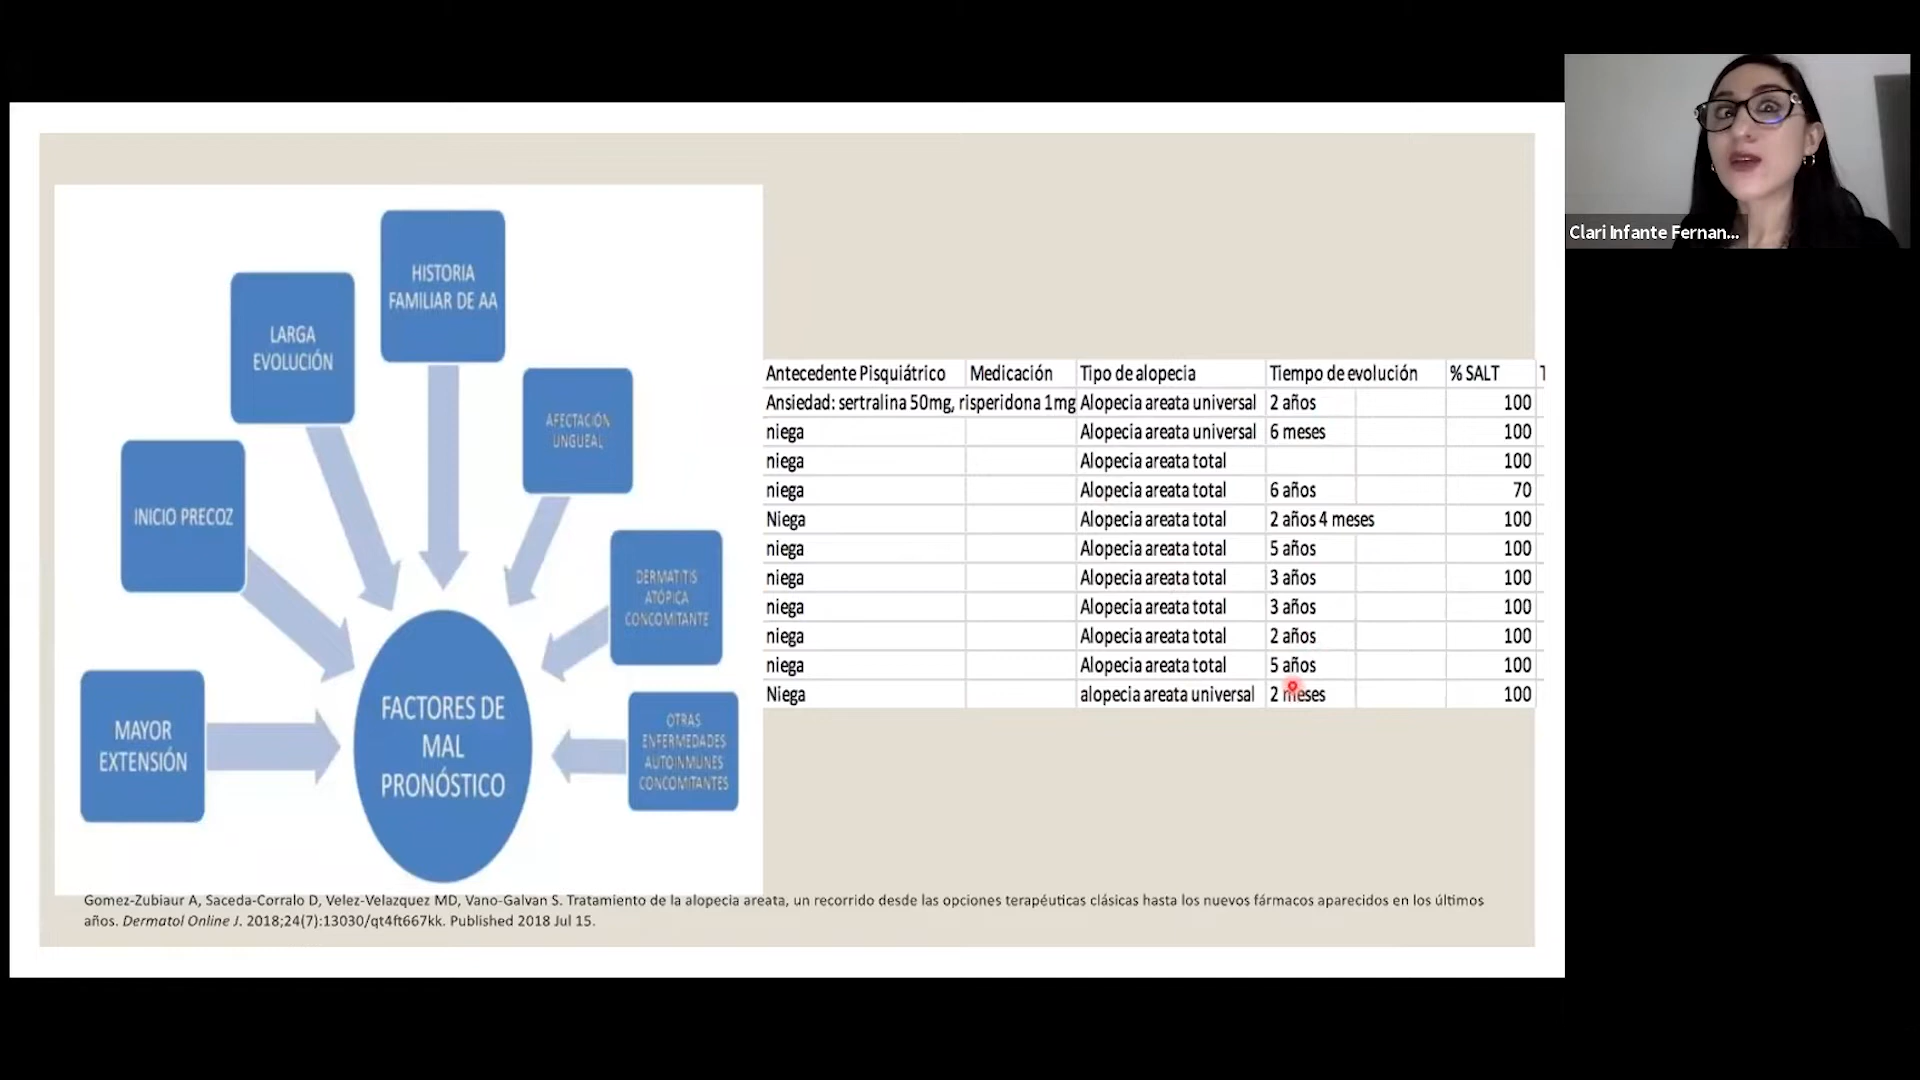 HISTORIA
FAMILIAR DE AA
LARGA
EVOLUCIÓN
AFECTACIÓN
UNGUEAL
INICIO PRECOZ
DERMATITIS
ATÓPICA
CONCOMITANTE
MAYOR
EXTENSIÓN
FACTORES DE
MAL
PRONÓSTICO
OTRAS
ENFERMEDADES
AUTOINMUNES
CONCOMITANTES
Antecedente Pisquiátrico Medicación Tipo de alopecia Tiempo de evolución % SALT
Ansiedad: sertralina 50mg, risperidona 1mg Alopecia areata universal 2 años 100
niega Alopecia areata universal 6 meses 100
niega Alopecia areata total 100
niega Alopecia areata total 6 años 70
Niega Alopecia areata total 2 años 4 meses 100
niega Alopecia areata total 5 años 100
niega Alopecia areata total 3 años 100
niega Alopecia areata total 3 años 100
niega Alopecia areata total 2 años 100
niega Alopecia areata total 5 años 100
Niega alopecia areata universal 2 meses 100
Gomez-Zubiaur A, Saceda-Corralo D, Velez-Velazquez MD, Vano-Galvan S. Tratamiento de la alopecia areata, un recorrido desde las opciones terapéuticas clásicas hasta los nuevos fármacos aparecidos en los últimos
años. Dermatol Online J. 2018;24(7):13030/qt4ft667kk. Published 2018 Jul 15.
Clari Infante Fernan...